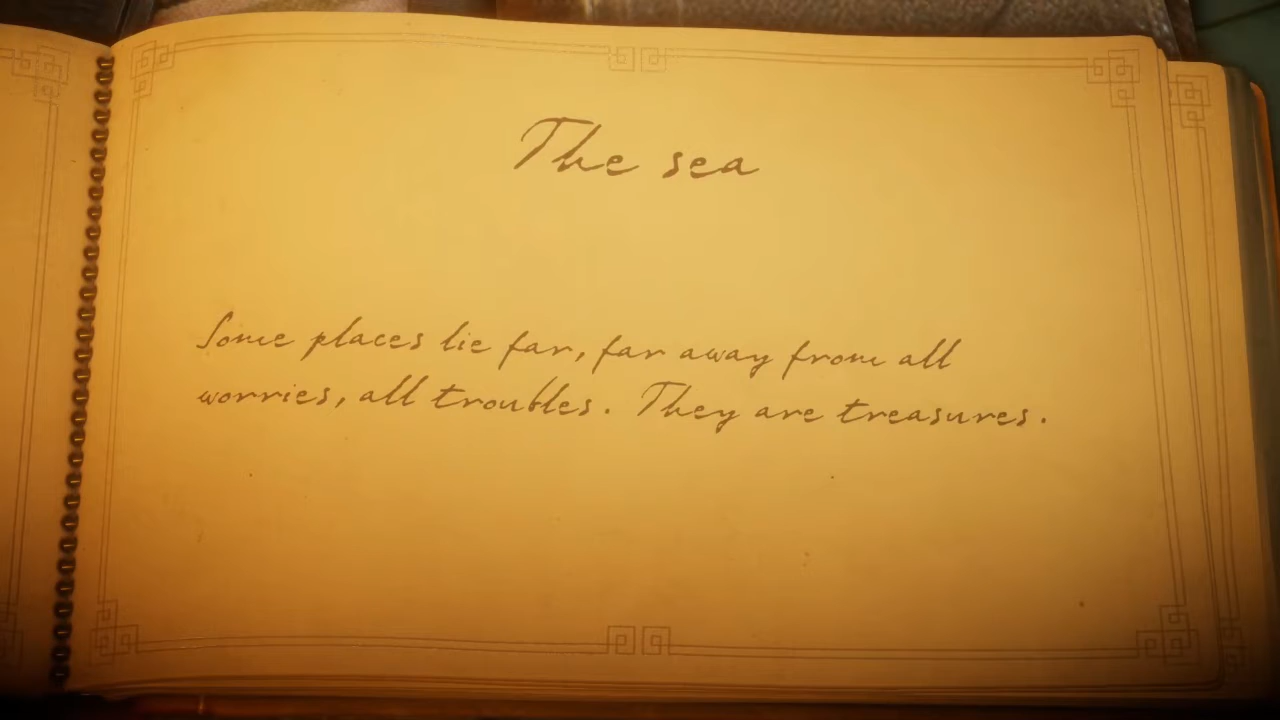 The sea
Some places lie far, far away from all
worries, all troubles. They are treasures.